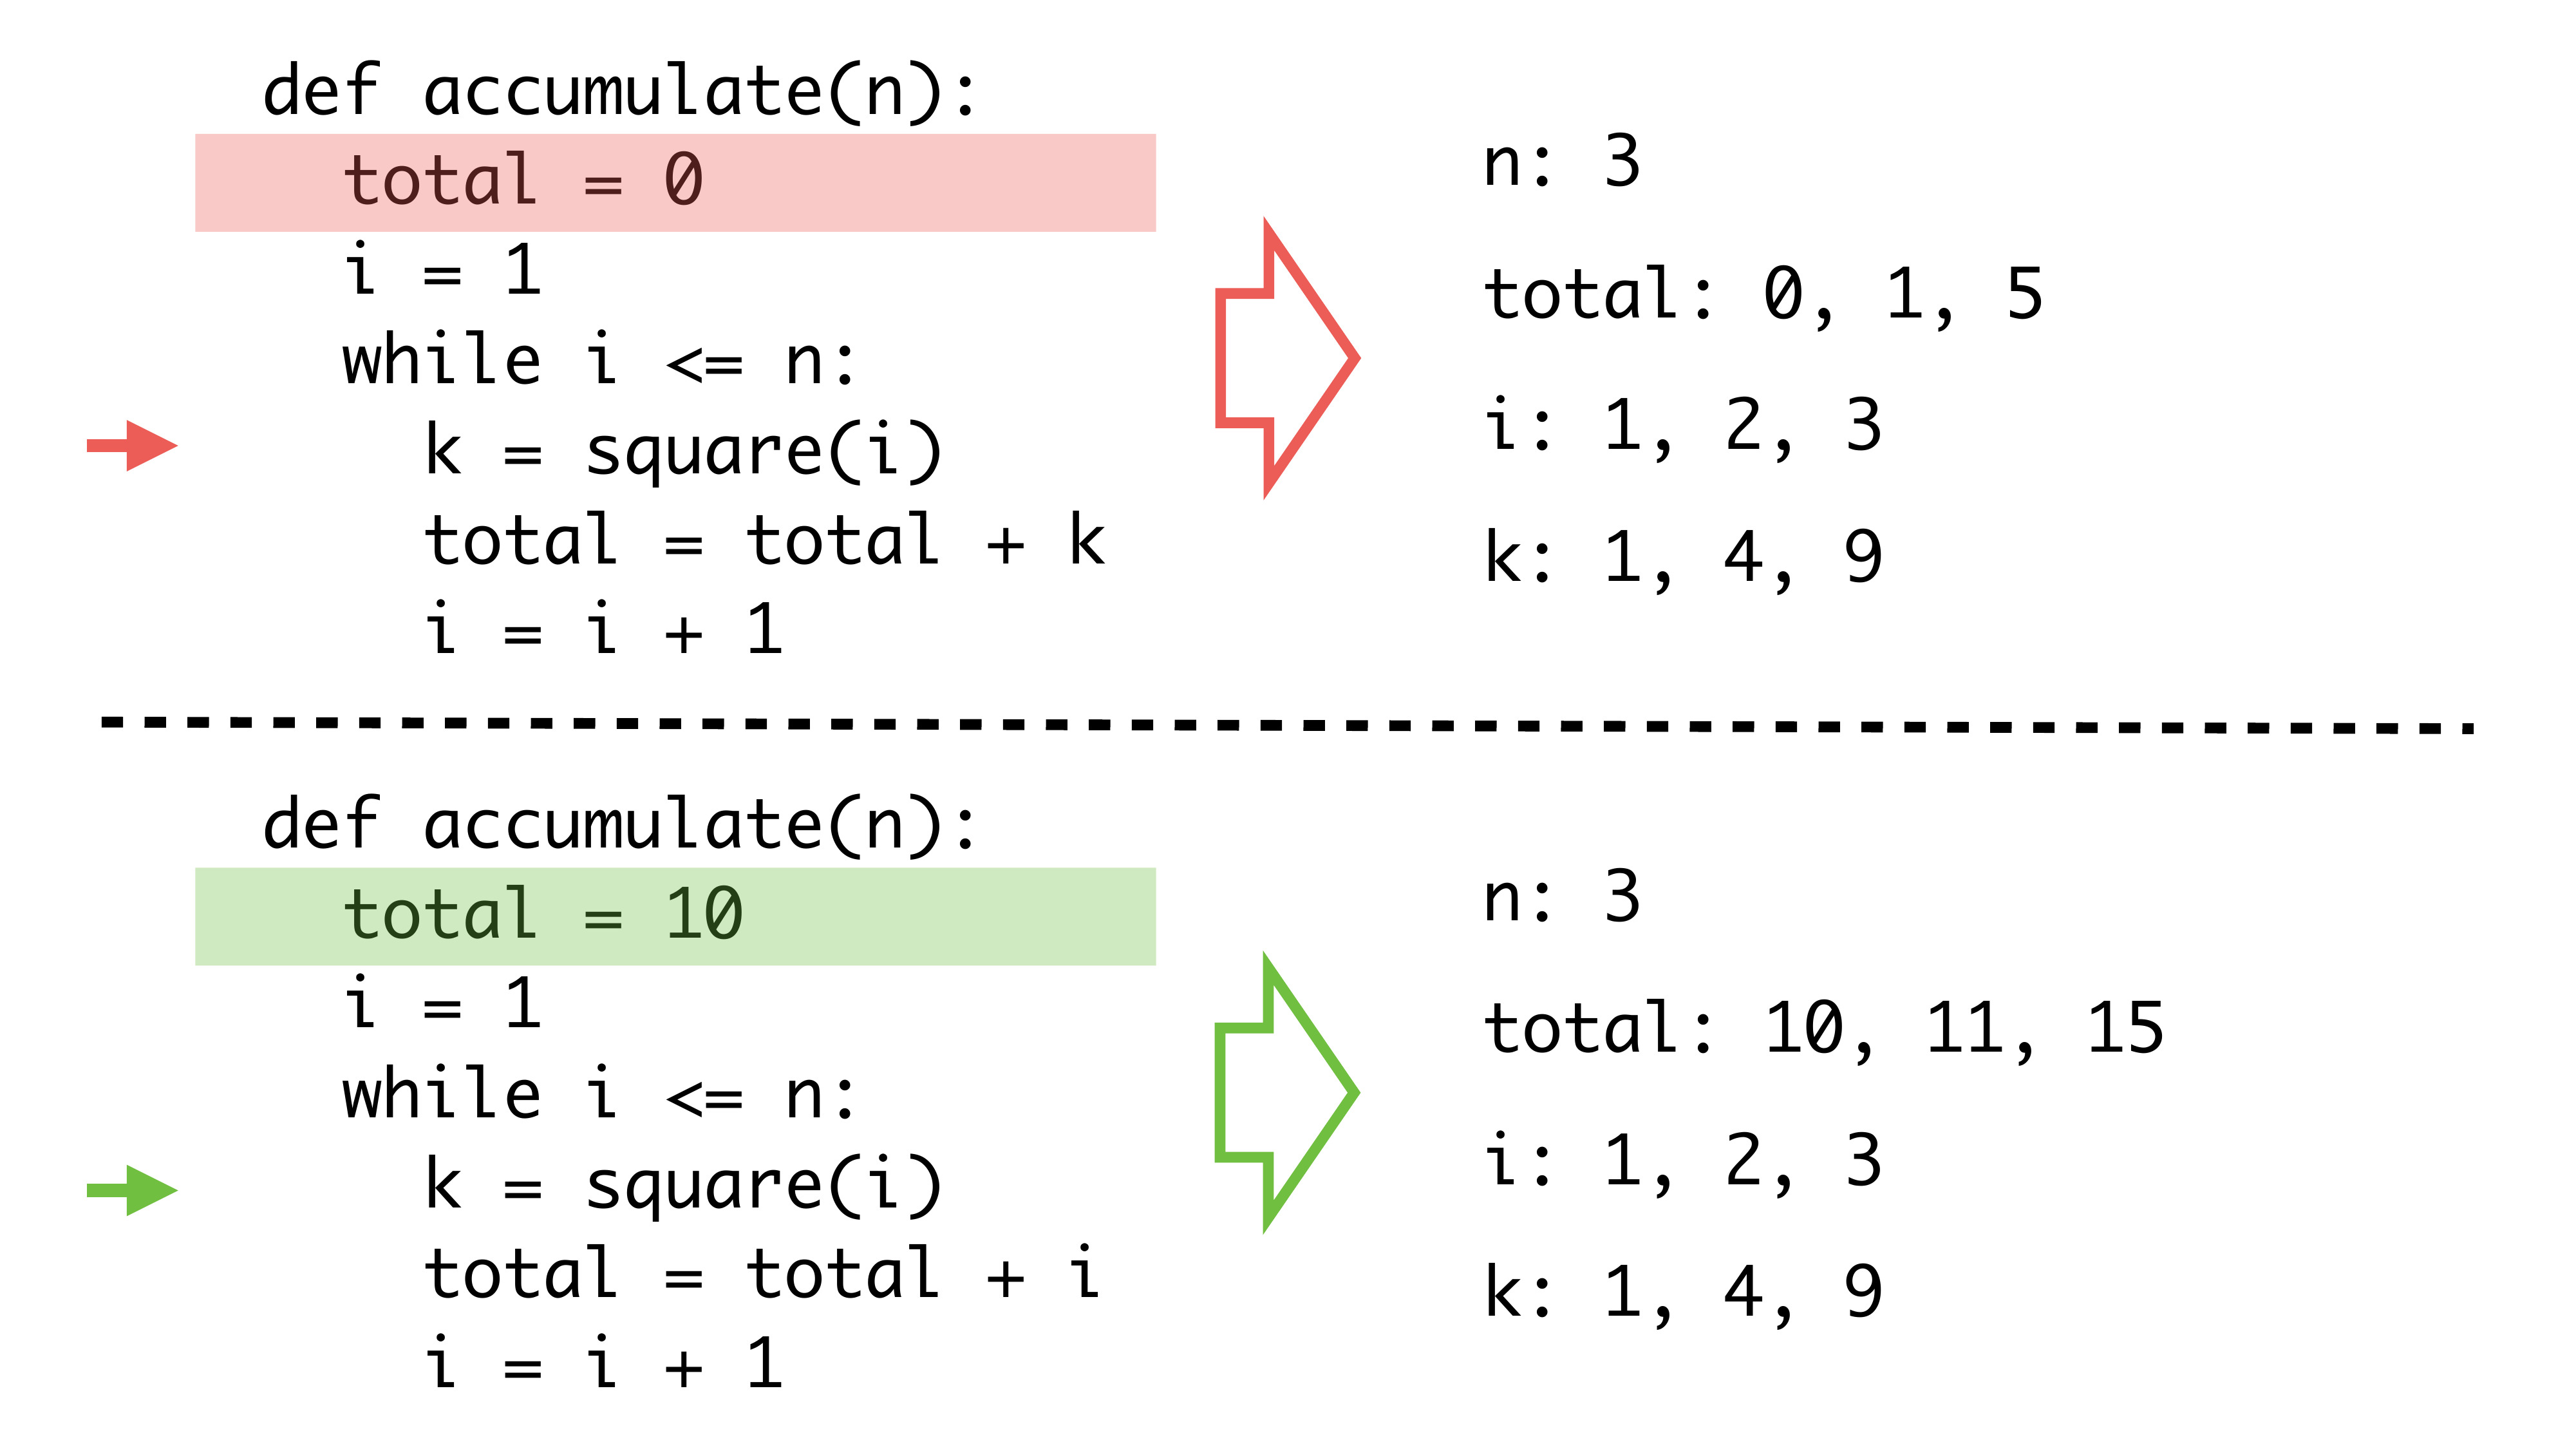 def accumulate(n):
total = 0
i = 1
while i <= n:
k = square(i)
total = total + k
i = i + 1
n: 3
total: 0, 1, 5
i: 1, 2, 3
k: 1, 4, 9
def accumulate(n):
total = 10
i = 1
while i <= n:
k = square(i)
total = total + i
i = i + 1
n: 3
total: 10, 11, 15
i: 1, 2, 3
k: 1, 4, 9